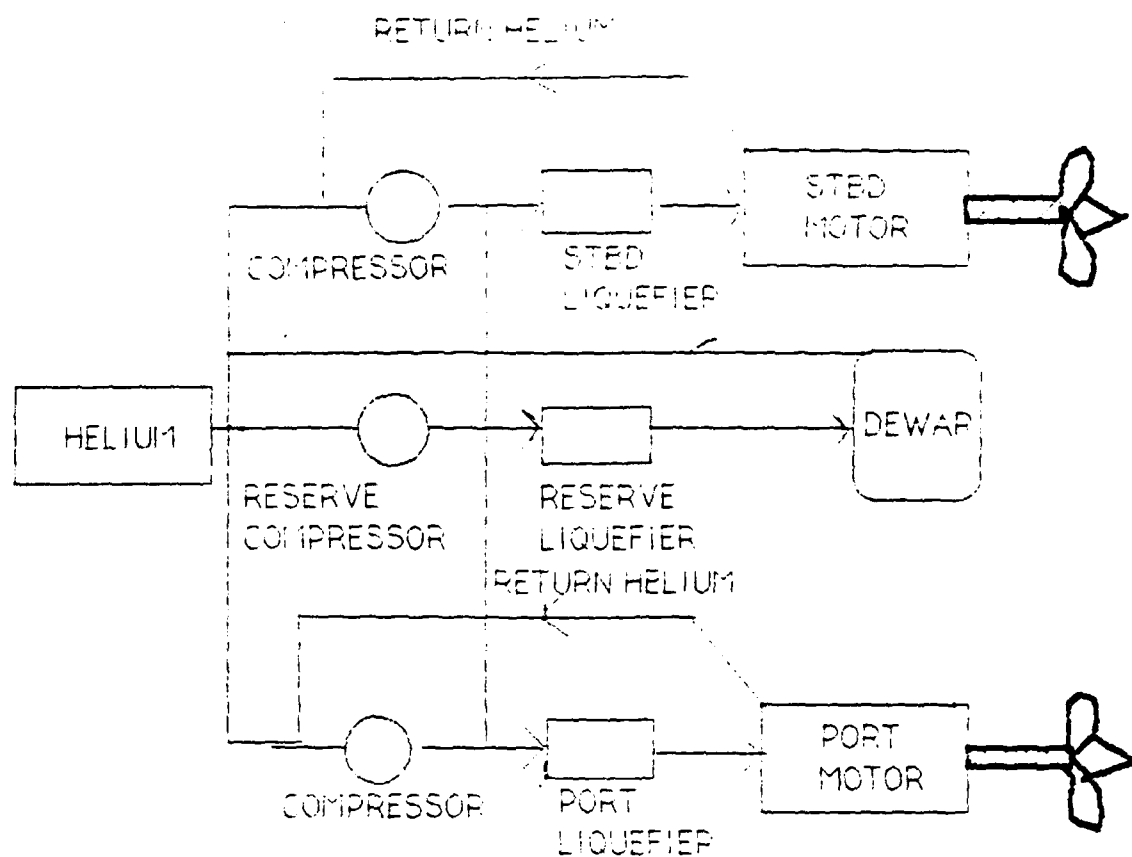 RETURN HELIUM
STBD
MOTOR
COMPRESSOR
STBD
LIQUEFIER
HELIUM
DEWAR
RESERVE
COMPRESSOR
RESERVE
LIQUEFIER
RETURN HELIUM
PORT
MOTOR
COMPRESSOR
PORT
LIQUEFIER